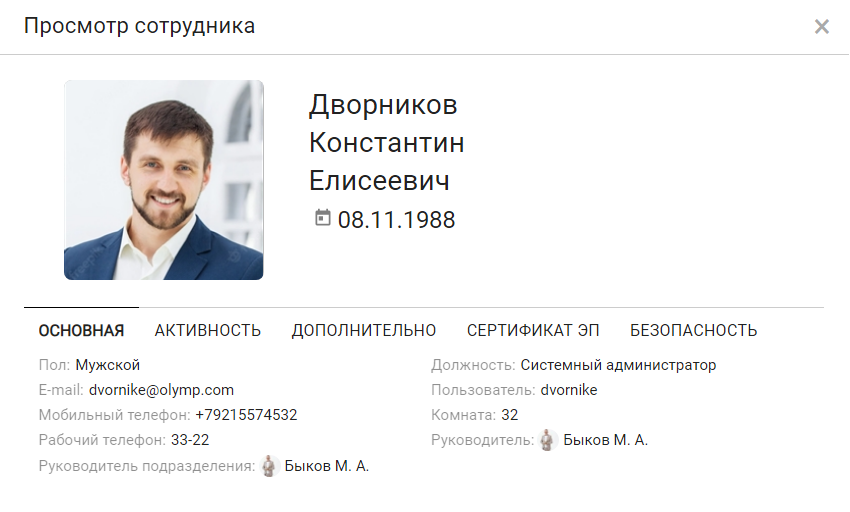 Просмотр сотрудника
Дворников
Константин
Елисеевич
08.11.1988
ОСНОВНАЯ АКТИВНОСТЬ ДОПОЛНИТЕЛЬНО СЕРТИФИКАТ ЭП БЕЗОПАСНОСТЬ
Пол: Мужской
E-mail: dvornike@olymp.com
Мобильный телефон: +79215574532
Рабочий телефон: 33-22
Руководитель подразделения: Быков М. А.
Должность: Системный администратор
Пользователь: dvornike
Комната: 32
Руководитель: Быков М. А.